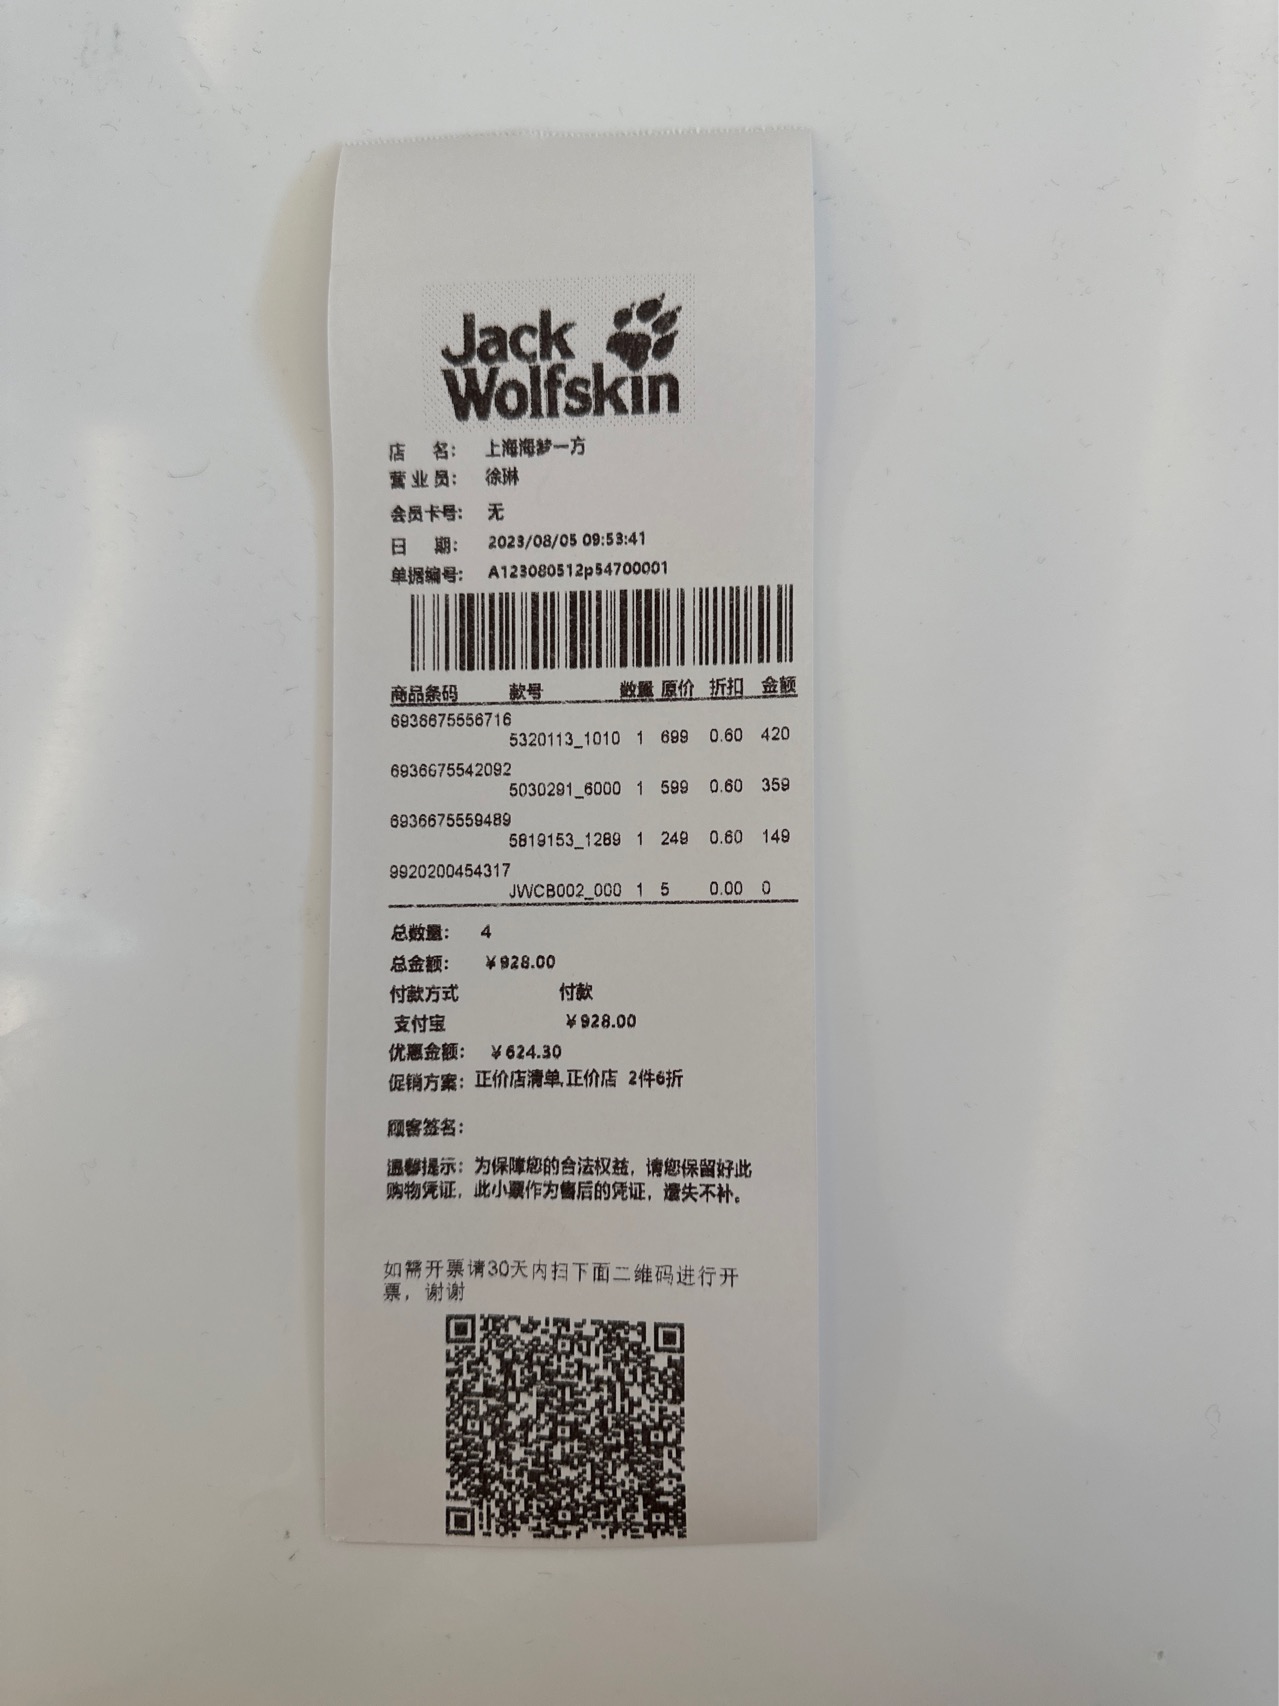 Jack
Wolfskin
店 名： 上海海梦一方
营业员： 徐琳
会员卡号： 无
日 期： 2023/08/05 09:53:41
单据编号： A123080512p54700001
商品条码 款号 数量 原价 折扣 金额
6936675556716
5320113_1010 1 699 0.60 420
6936675542092
5030291_6000 1 599 0.60 359
6936675559489
5819153_1289 1 249 0.60 149
9920200454317
JWCB002_000 1 5 0.00 0
总数量： 4
总金额： ￥928.00
付款方式 付款
支付宝 ￥928.00
优惠金额： ￥624.30
促销方案：正价店清单,正价店 2件6折
顾客签名：
温馨提示：为保障您的合法权益，请您保留好此
购物凭证，此小票作为售后的凭证，遗失不补。
如需开票请30天内扫下面二维码进行开
票，谢谢